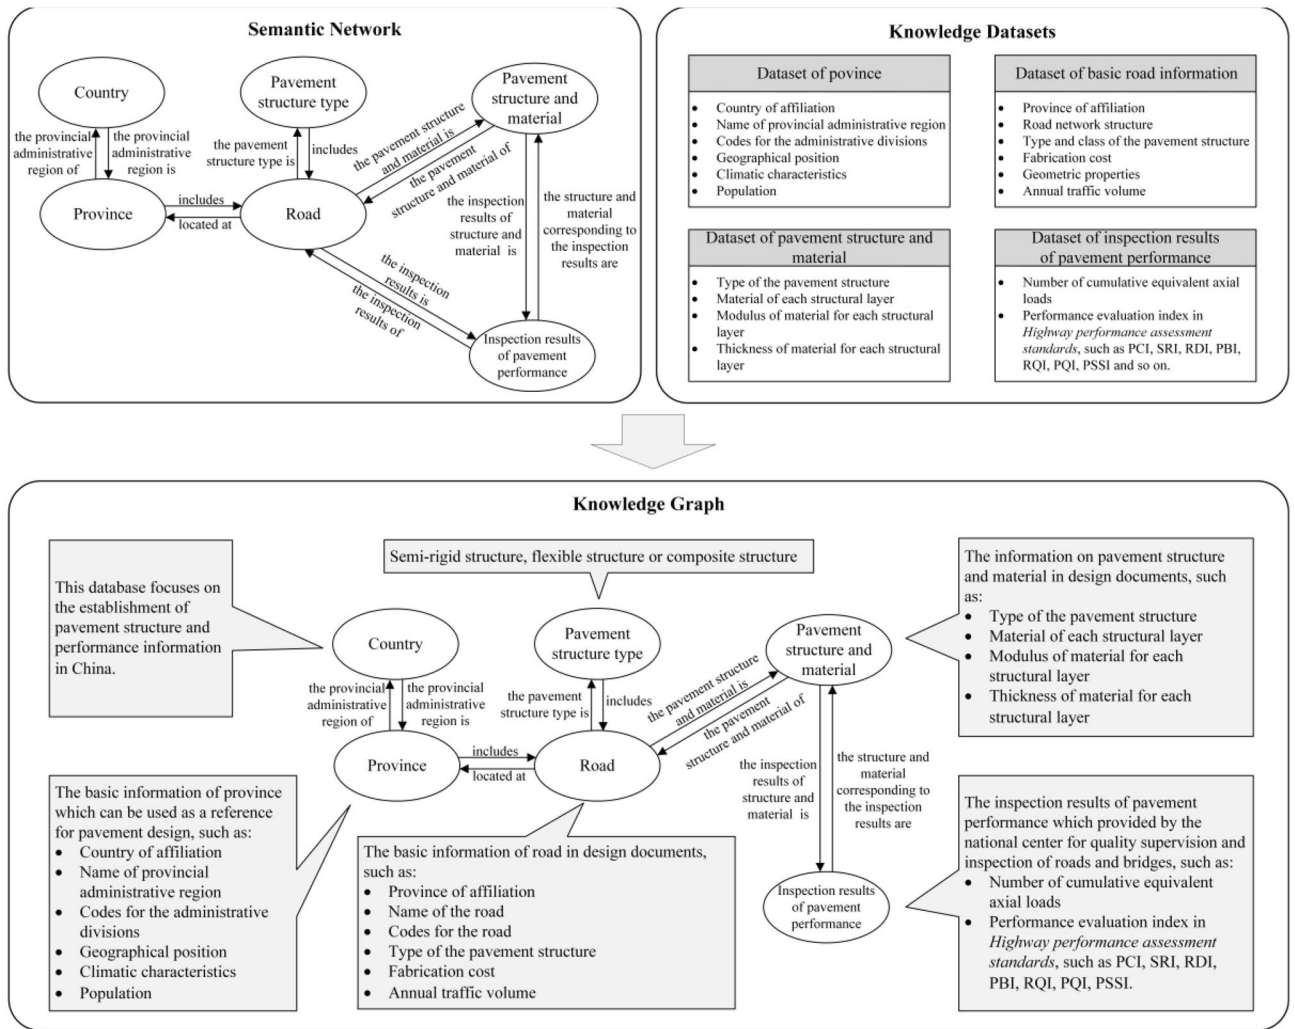 Semantic Network
Country
Pavement
structure type
Pavement
structure and
material
the provincial
administrative
region of
the provincial
administrative
region is
the pavement
structure type is
includes
the pavement structure
and material is
the pavement
structure and material of
Province
includes
located at
Road
the inspection
results of
structure and
material  is
the structure and
material
corresponding to
the inspection
results are
the inspection
results is
the inspection
results of
Inspection results
of pavement
performance
Knowledge Datasets
Dataset of povince
• Country of affiliation
• Name of provincial administrative region
• Codes for the administrative divisions
• Geographical position
• Climatic characteristics
• Population
Dataset of basic road information
• Province of affiliation
• Road network structure
• Type and class of the pavement structure
• Fabrication cost
• Geometric properties
• Annual traffic volume
Dataset of pavement structure and
material
• Type of the pavement structure
• Material of each structural layer
• Modulus of material for each structural
layer
• Thickness of material for each structural
layer
Dataset of inspection results
of pavement performance
• Number of cumulative equivalent axial
loads
• Performance evaluation index in
Highway performance assessment
standards, such as PCI, SRI, RDI, PBI,
RQI, PQI, PSSI and so on.
Knowledge Graph
This database focuses on
the establishment of
pavement structure and
performance information
in China.
Semi-rigid structure, flexible structure or composite structure
The information on pavement structure
and material in design documents, such
as:
• Type of the pavement structure
• Material of each structural layer
• Modulus of material for each
structural layer
• Thickness of material for each
structural layer
Country
Pavement
structure type
Pavement
structure and
material
the provincial
administrative
region of
the provincial
administrative
region is
the pavement
structure type is
includes
the pavement structure
and material is
the pavement
structure and material of
Province
includes
located at
Road
the inspection
results of
structure and
material  is
the structure and
material
corresponding to
the inspection
results are
Inspection results
of pavement
performance
The basic information of province
which can be used as a reference
for pavement design, such as:
• Country of affiliation
• Name of provincial
administrative region
• Codes for the administrative
divisions
• Geographical position
• Climatic characteristics
• Population
The basic information of road in design documents,
such as:
• Province of affiliation
• Name of the road
• Codes for the road
• Type of the pavement structure
• Fabrication cost
• Annual traffic volume
The inspection results of pavement
performance which provided by the
national center for quality supervision and
inspection of roads and bridges, such as:
• Number of cumulative equivalent
axial loads
• Performance evaluation index in
Highway performance assessment
standards, such as PCI, SRI, RDI,
PBI, RQI, PQI, PSSI.